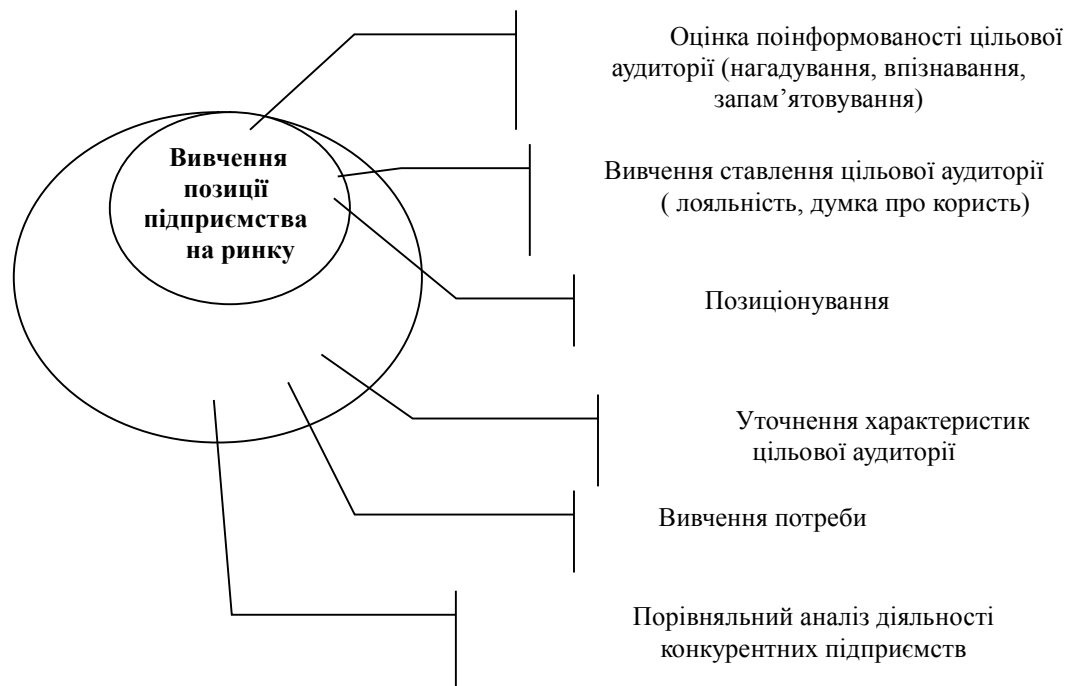 Оцінка поінформованості цільової
аудиторії (нагадування, впізнавання,
запам’ятовування)
Вивчення
позиції
підприємства
на ринку
Вивчення ставлення цільової аудиторії
( лояльність, думка про користь)
Позиціонування
Уточнення характеристик
цільової аудиторії
Вивчення потреби
Порівняльний аналіз діяльності
конкурентних підприємств